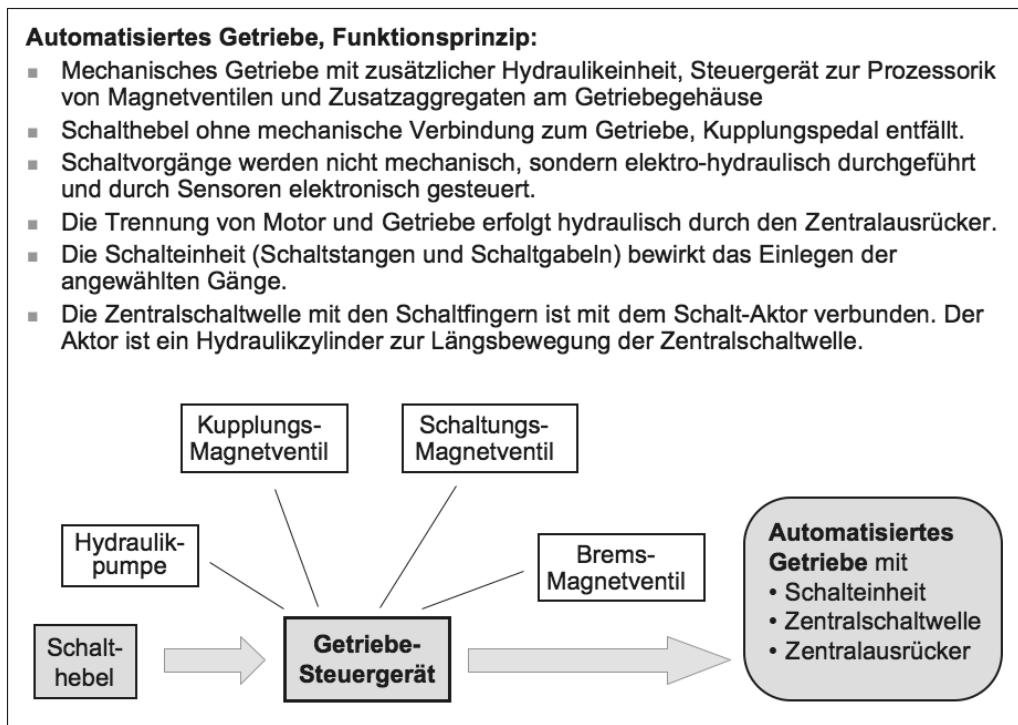 Automatisiertes Getriebe, Funktionsprinzip:
▪ Mechanisches Getriebe mit zusätzlicher Hydraulikeinheit, Steuergerät zur Prozessorik
von Magnetventilen und Zusatzaggregaten am Getriebegehäuse
▪ Schalthebel ohne mechanische Verbindung zum Getriebe, Kupplungspedal entfällt.
▪ Schaltvorgänge werden nicht mechanisch, sondern elektro-hydraulisch durchgeführt
und durch Sensoren elektronisch gesteuert.
▪ Die Trennung von Motor und Getriebe erfolgt hydraulisch durch den Zentralausrücker.
▪ Die Schalteinheit (Schaltstangen und Schaltgabeln) bewirkt das Einlegen der
angewählten Gänge.
▪ Die Zentralschaltwelle mit den Schaltfingern ist mit dem Schalt-Aktor verbunden. Der
Aktor ist ein Hydraulikzylinder zur Längsbewegung der Zentralschaltwelle.
Kupplungs-
Magnetventil
Schaltungs-
Magnetventil
Hydraulik-
pumpe
Brems-
Magnetventil
Schalt-
hebel
Getriebe-
Steuergerät
Automatisiertes
Getriebe mit
• Schalteinheit
• Zentralschaltwelle
• Zentralausrücker